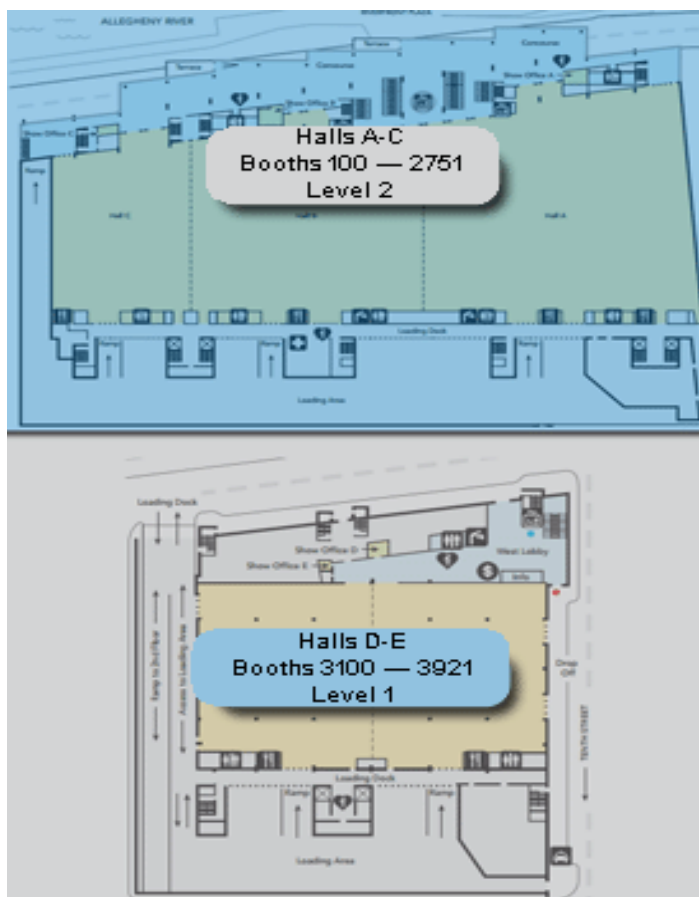 ALLEGHENY RIVER
Terrace
Concourse
Terrace
Concourse
Show Office A
Show Office B
Show Office C
Halls A-C
Booths 100 — 2751
Level 2
Ramp
Hall C
Hall B
Hall A
Loading Dock
Ramp
Ramp
Ramp
Loading Area
Loading Dock
Show Office D
West Lobby
Show Office E
Info
Halls D-E
Booths 3100 — 3921
Level 1
Ramp to 2nd Floor
Access to Loading Area
Drop
Off
TENTH STREET
Loading Dock
Ramp
Ramp
Loading Area